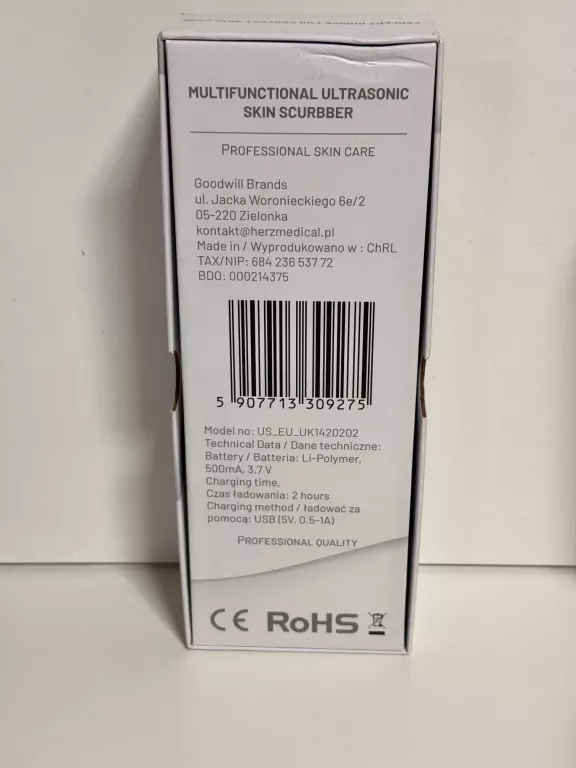 MULTIFUNCTIONAL ULTRASONIC
SKIN SCURBBER
PROFESSIONAL SKIN CARE
Goodwill Brands
ul. Jacka Woronieckiego 6e/2
05-220 Zielonka
kontakt@herzmedical.pl
Made in / Wyprodukowano w : ChRL
TAX/NIP: 684 236 537 72
BDO: 000214375
5 907713 309275
Model no: US_EU_UK1420202
Technical Data / Dane techniczne:
Battery / Batteria: Li-Polymer,
500mA, 3,7 V
Charging time,
Czas ładowania: 2 hours
Charging method / ładować za
pomocą: USB (5V, 0.5-1A)
PROFESSIONAL QUALITY
CE RoHS